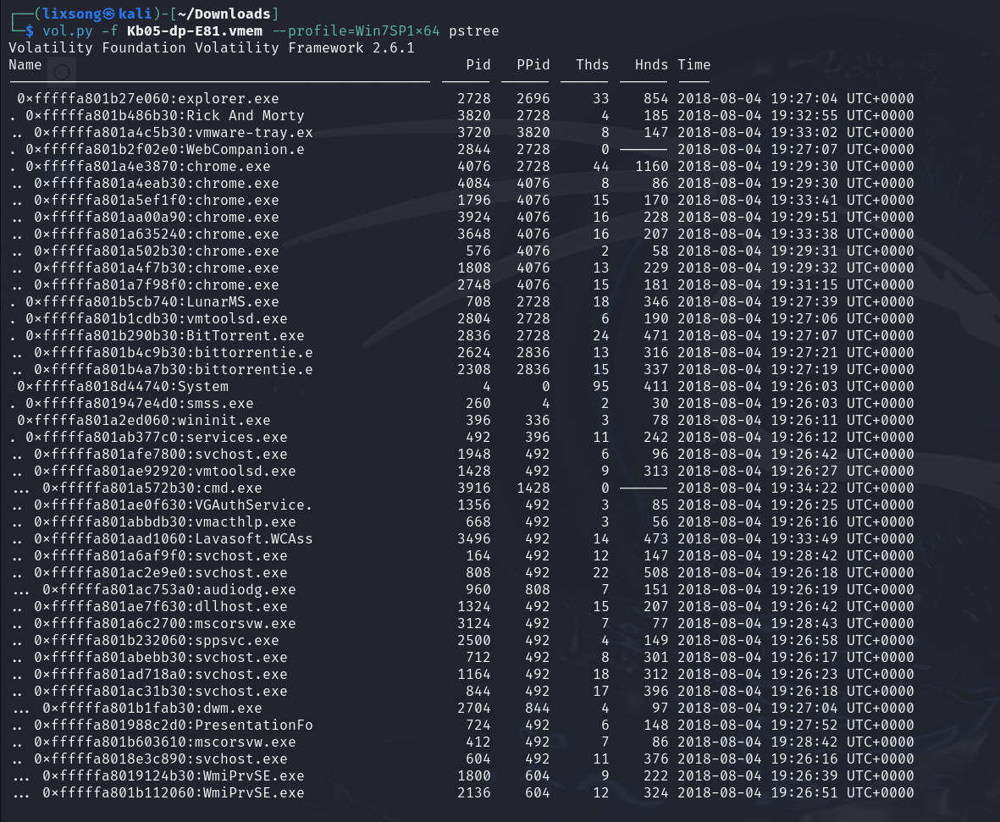 ┌──(lixsong㉿kali)-[~/Downloads]
└─$ vol.py -f Kb05-dp-E81.vmem --profile=Win7SP1×64 pstree
Volatility Foundation Volatility Framework 2.6.1
Name Pid PPid Thds Hnds Time
0×fffffa801b27e060:explorer.exe 2728 2696 33 854 2018-08-04 19:27:04 UTC+0000
. 0×fffffa801b486b30:Rick And Morty 3820 2728 4 185 2018-08-04 19:32:55 UTC+0000
.. 0×fffffa801a4c5b30:vmware-tray.ex 3720 3820 8 147 2018-08-04 19:33:02 UTC+0000
. 0×fffffa801b2f02e0:WebCompanion.e 2844 2728 0 ------ 2018-08-04 19:27:07 UTC+0000
. 0×fffffa801a4e3870:chrome.exe 4076 2728 44 1160 2018-08-04 19:29:30 UTC+0000
.. 0×fffffa801a4eab30:chrome.exe 4084 4076 8 86 2018-08-04 19:29:30 UTC+0000
.. 0×fffffa801a5ef1f0:chrome.exe 1796 4076 15 170 2018-08-04 19:33:41 UTC+0000
.. 0×fffffa801aa00a90:chrome.exe 3924 4076 16 228 2018-08-04 19:29:51 UTC+0000
.. 0×fffffa801a635240:chrome.exe 3648 4076 16 207 2018-08-04 19:33:38 UTC+0000
.. 0×fffffa801a502b30:chrome.exe 576 4076 2 58 2018-08-04 19:29:31 UTC+0000
.. 0×fffffa801a4f7b30:chrome.exe 1808 4076 13 229 2018-08-04 19:29:32 UTC+0000
.. 0×fffffa801a7f98f0:chrome.exe 2748 4076 15 181 2018-08-04 19:31:15 UTC+0000
. 0×fffffa801b5cb740:LunarMS.exe 708 2728 18 346 2018-08-04 19:27:39 UTC+0000
. 0×fffffa801b1cdb30:vmtoolsd.exe 2804 2728 6 190 2018-08-04 19:27:06 UTC+0000
. 0×fffffa801b290b30:BitTorrent.exe 2836 2728 24 471 2018-08-04 19:27:07 UTC+0000
.. 0×fffffa801b4c9b30:bittorrentie.e 2624 2836 13 316 2018-08-04 19:27:21 UTC+0000
.. 0×fffffa801b4a7b30:bittorrentie.e 2308 2836 15 337 2018-08-04 19:27:19 UTC+0000
0×fffffa8018d44740:System 4 0 95 411 2018-08-04 19:26:03 UTC+0000
. 0×fffffa801947e4d0:smss.exe 260 4 2 30 2018-08-04 19:26:03 UTC+0000
0×fffffa801a2ed060:wininit.exe 396 336 3 78 2018-08-04 19:26:11 UTC+0000
. 0×fffffa801ab377c0:services.exe 492 396 11 242 2018-08-04 19:26:12 UTC+0000
.. 0×fffffa801afe7800:svchost.exe 1948 492 6 96 2018-08-04 19:26:42 UTC+0000
.. 0×fffffa801ae92920:vmtoolsd.exe 1428 492 9 313 2018-08-04 19:26:27 UTC+0000
... 0×fffffa801a572b30:cmd.exe 3916 1428 0 ------ 2018-08-04 19:34:22 UTC+0000
.. 0×fffffa801ae0f630:VGAuthService. 1356 492 3 85 2018-08-04 19:26:25 UTC+0000
.. 0×fffffa801abbdb30:vmacthlp.exe 668 492 3 56 2018-08-04 19:26:16 UTC+0000
.. 0×fffffa801aad1060:Lavasoft.WCAss 3496 492 14 473 2018-08-04 19:33:49 UTC+0000
.. 0×fffffa801a6af9f0:svchost.exe 164 492 12 147 2018-08-04 19:28:42 UTC+0000
.. 0×fffffa801ac2e9e0:svchost.exe 808 492 22 508 2018-08-04 19:26:18 UTC+0000
... 0×fffffa801ac753a0:audiodg.exe 960 808 7 151 2018-08-04 19:26:19 UTC+0000
.. 0×fffffa801ae7f630:dllhost.exe 1324 492 15 207 2018-08-04 19:26:42 UTC+0000
.. 0×fffffa801a6c2700:mscorsvw.exe 3124 492 7 77 2018-08-04 19:28:43 UTC+0000
.. 0×fffffa801b232060:sppsvc.exe 2500 492 4 149 2018-08-04 19:26:58 UTC+0000
.. 0×fffffa801abebb30:svchost.exe 712 492 8 301 2018-08-04 19:26:17 UTC+0000
.. 0×fffffa801ad718a0:svchost.exe 1164 492 18 312 2018-08-04 19:26:23 UTC+0000
.. 0×fffffa801ac31b30:svchost.exe 844 492 17 396 2018-08-04 19:26:18 UTC+0000
... 0×fffffa801b1fab30:dwm.exe 2704 844 4 97 2018-08-04 19:27:04 UTC+0000
.. 0×fffffa801988c2d0:PresentationFo 724 492 6 148 2018-08-04 19:27:52 UTC+0000
.. 0×fffffa801b603610:mscorsvw.exe 412 492 7 86 2018-08-04 19:28:42 UTC+0000
.. 0×fffffa8018e3c890:svchost.exe 604 492 11 376 2018-08-04 19:26:16 UTC+0000
... 0×fffffa8019124b30:WmiPrvSE.exe 1800 604 9 222 2018-08-04 19:26:39 UTC+0000
... 0×fffffa801b112060:WmiPrvSE.exe 2136 604 12 324 2018-08-04 19:26:51 UTC+0000